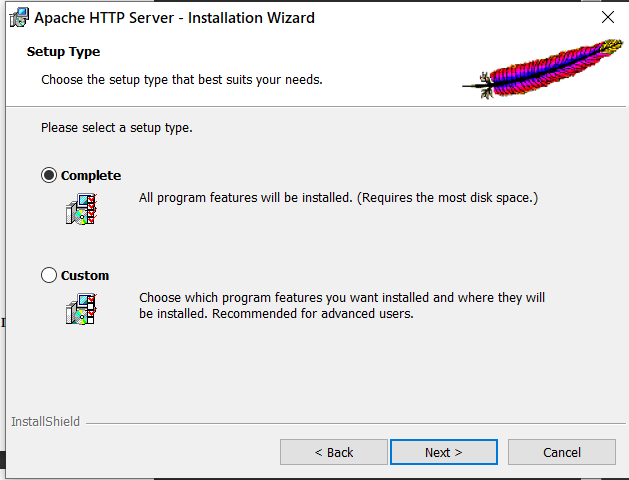 Apache HTTP Server - Installation Wizard
Setup Type
Choose the setup type that best suits your needs.
Please select a setup type.
Complete
All program features will be installed. (Requires the most disk space.)
Custom
Choose which program features you want installed and where they will
be installed. Recommended for advanced users.
InstallShield
< Back
Next >
Cancel